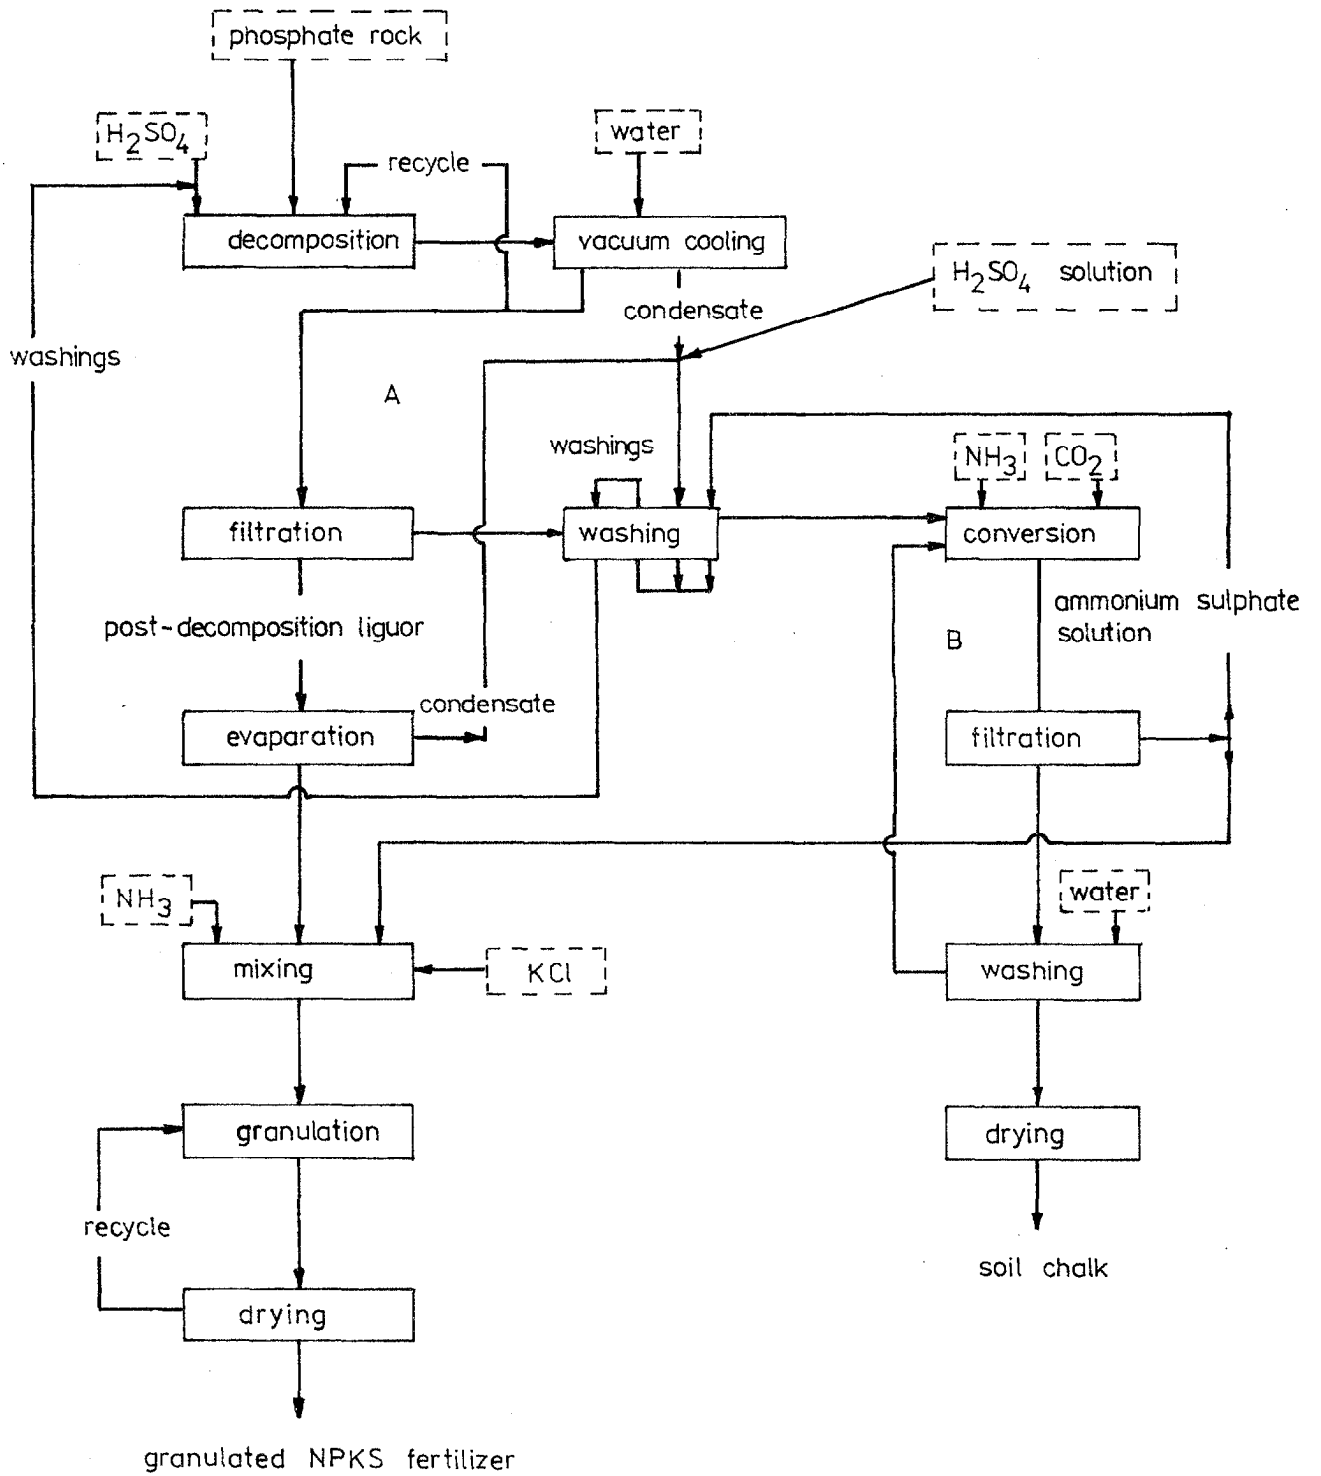 phosphate rock
H2SO4
water
recycle
decomposition
vacuum cooling
H2SO4 solution
condensate
washings
A
washings
NH3
CO2
filtration
washing
conversion
ammonium sulphate
solution
post-decomposition liguor
B
condensate
evaparation
filtration
NH3
water
mixing
KCl
washing
granulation
drying
recycle
soil chalk
drying
granulated NPKS fertilizer